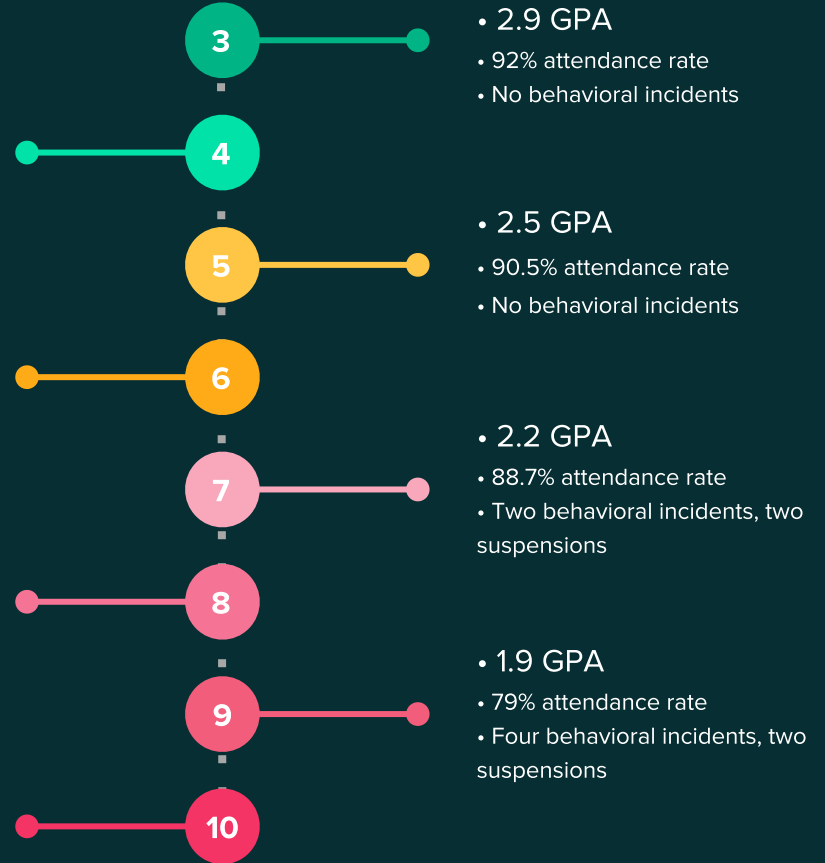 3
• 2.9 GPA
• 92% attendance rate
• No behavioral incidents
4
• 2.5 GPA
5
• 90.5% attendance rate
• No behavioral incidents
6
• 2.2 GPA
• 88.7% attendance rate
7
• Two behavioral incidents, two
suspensions
8
• 1.9 GPA
• 79% attendance rate
9
• Four behavioral incidents, two
suspensions
10